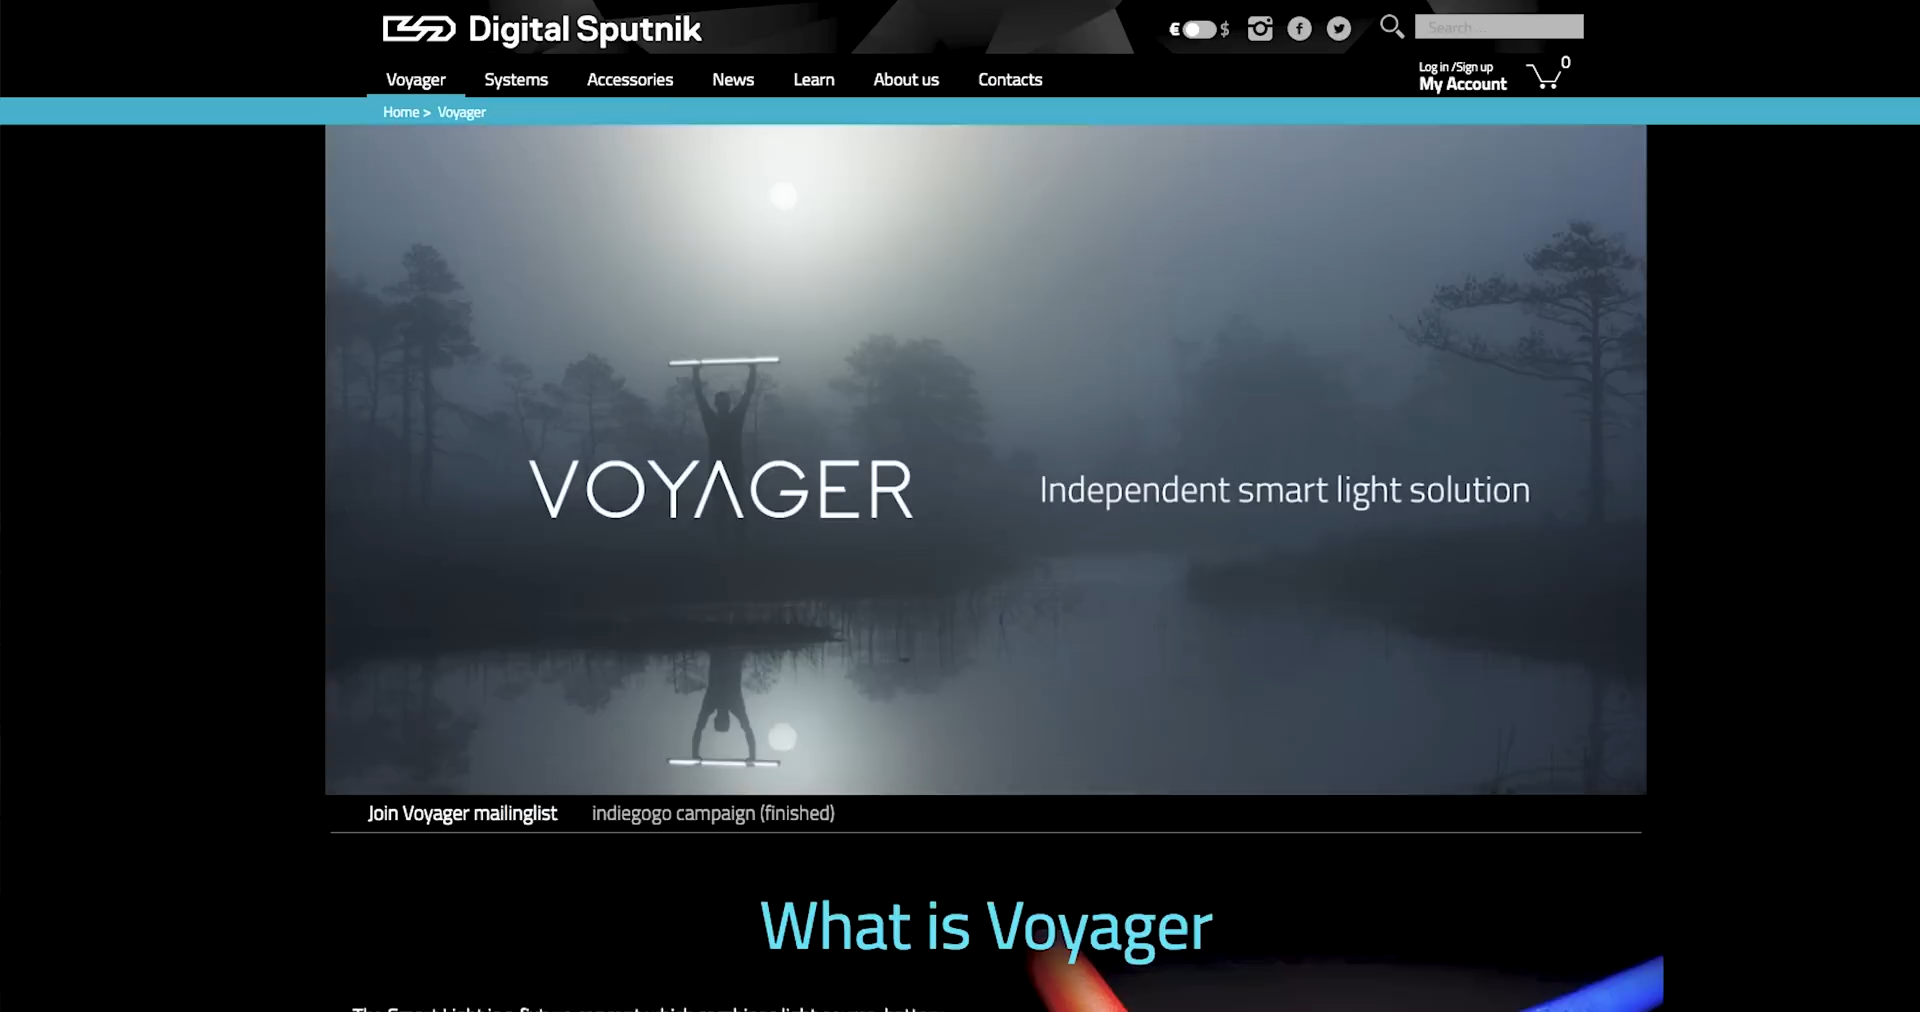 Digital Sputnik
€ $
Search ...
Voyager Systems Accessories News Learn About us Contacts
Log in /Sign up
My Account
0
Home > Voyager
VOYAGER
Independent smart light solution
Join Voyager mailinglist indiegogo campaign (finished)
What is Voyager